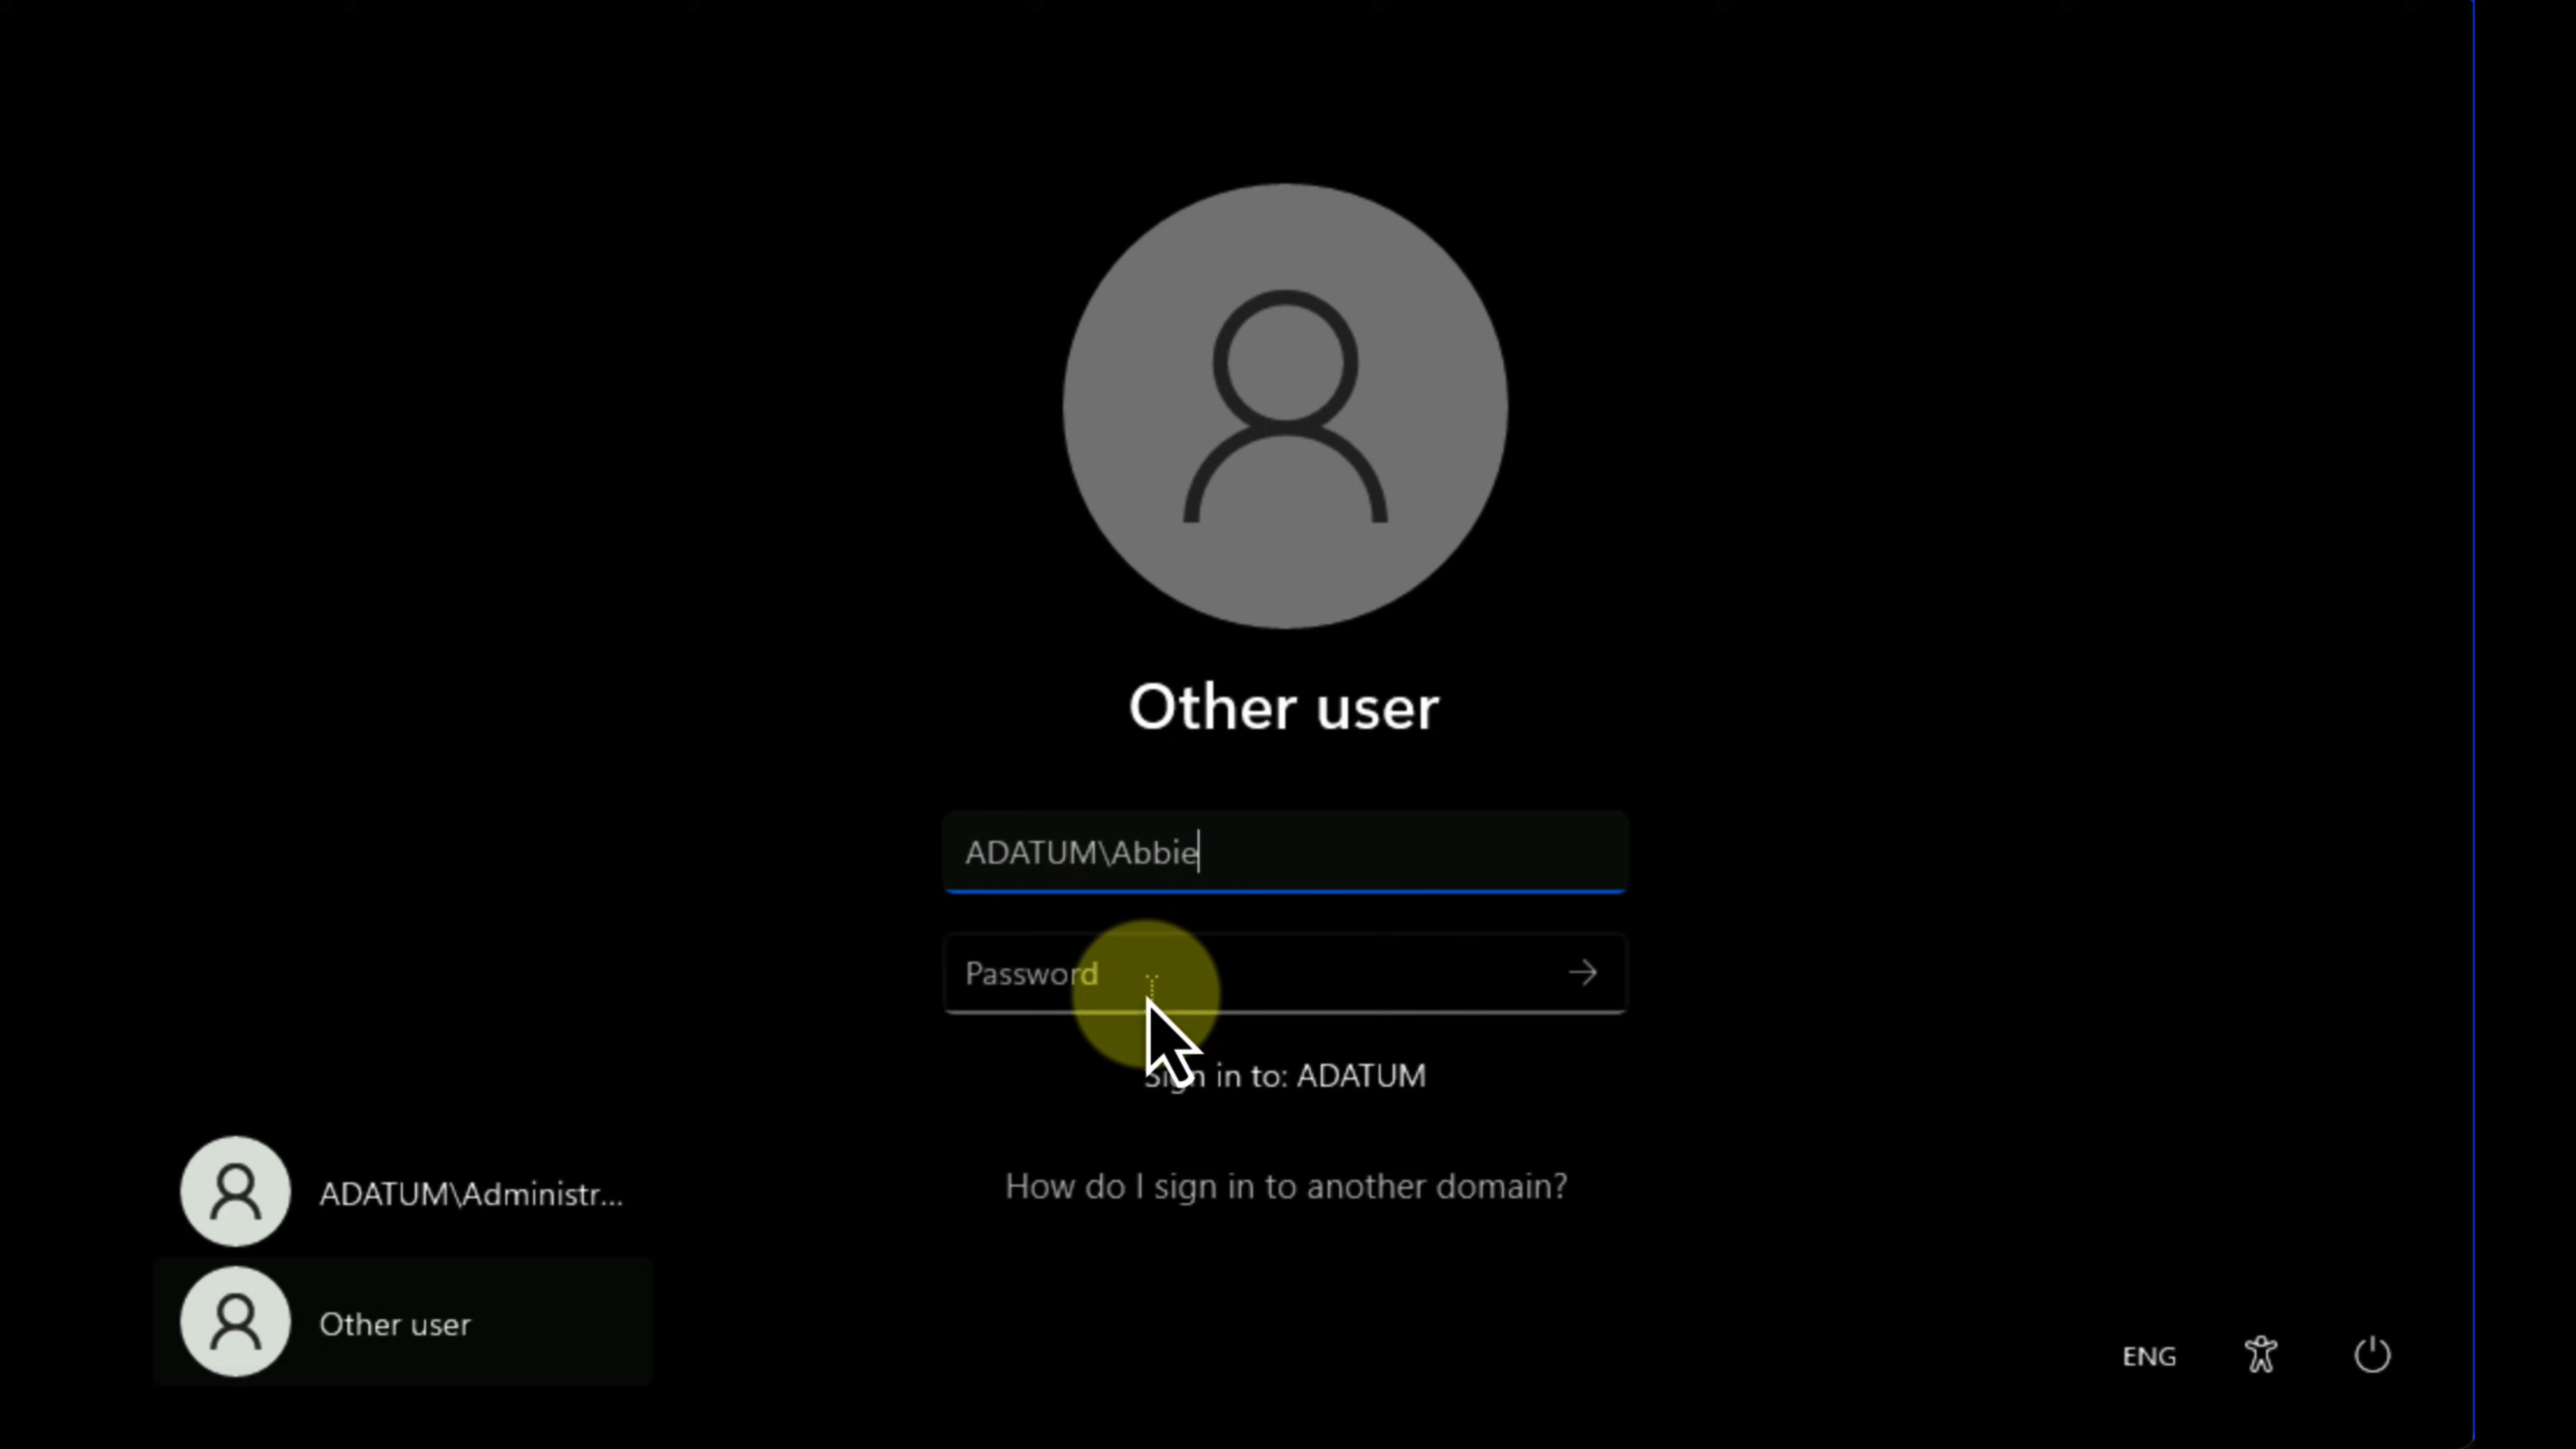 Other user
ADATUM\Abbie
Password
Sign in to: ADATUM
How do I sign in to another domain?
ADATUM\Administr...
Other user
ENG